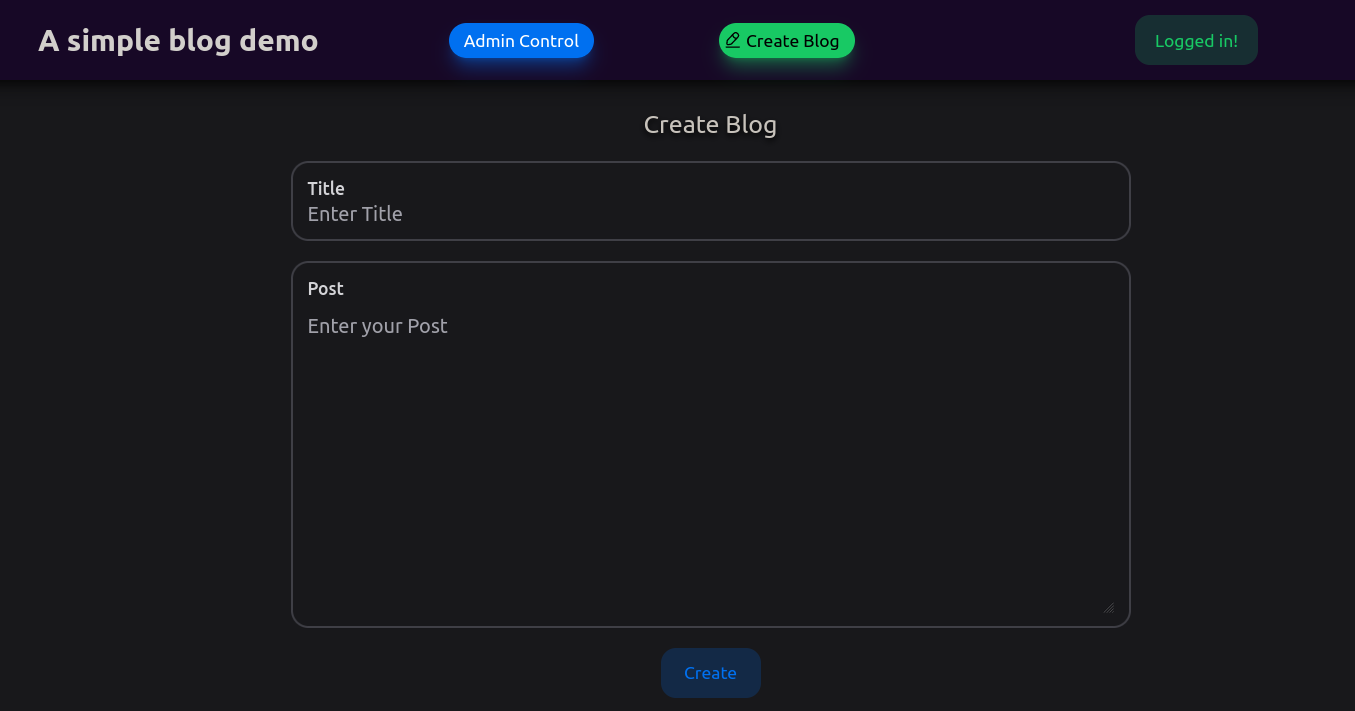 A simple blog demo
Admin Control
Create Blog
Logged in!
Create Blog
Title
Enter Title
Post
Enter your Post
Create